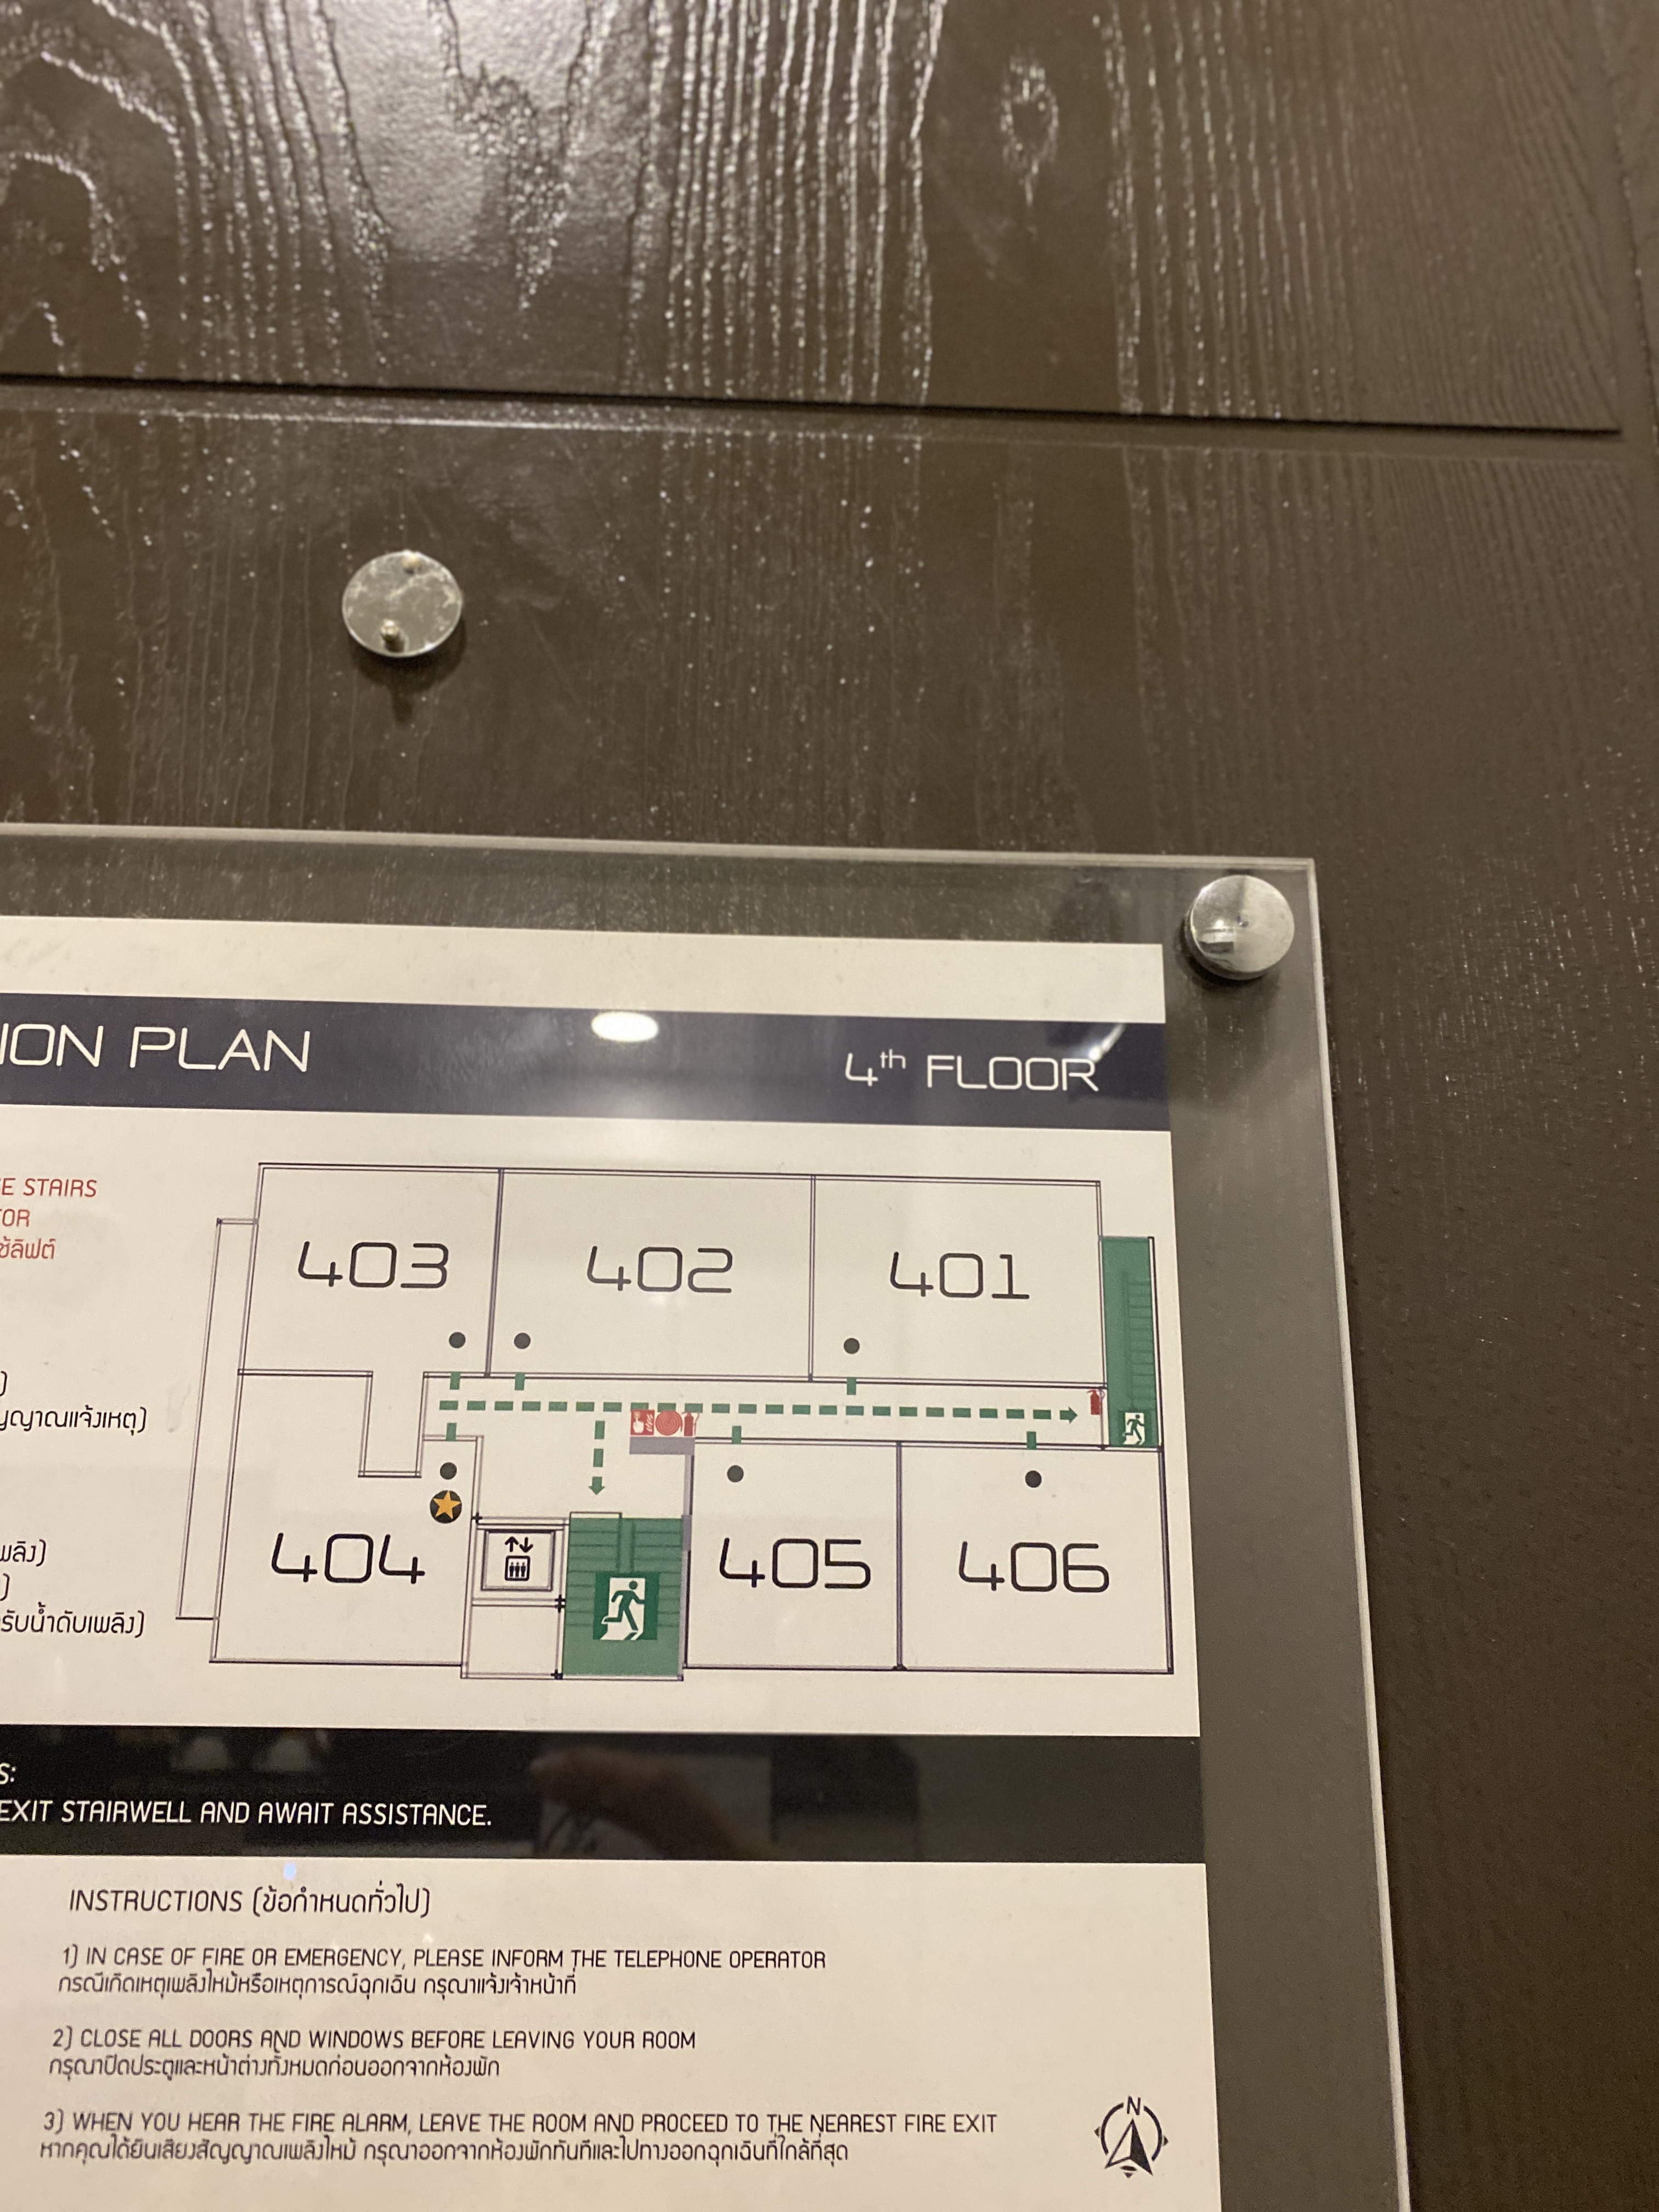 ION PLAN
4th FLOOR
E STAIRS
TOR
ช้ลิฟต์
403
402
401
)
ญญาณแจ้งเหตุ)
404
405
406
พลิง)
)
รับน้ำดับเพลิง)
S:
EXIT STAIRWELL AND AWAIT ASSISTANCE.
INSTRUCTIONS (ข้อกำหนดทั่วไป)
1) IN CASE OF FIRE OR EMERGENCY, PLEASE INFORM THE TELEPHONE OPERATOR
กรณีเกิดเหตุเพลิงไหม้หรือเหตุการณ์ฉุกเฉิน กรุณาแจ้งเจ้าหน้าที่
2) CLOSE ALL DOORS AND WINDOWS BEFORE LEAVING YOUR ROOM
กรุณาปิดประตูและหน้าต่างทั้งหมดก่อนออกจากห้องพัก
3) WHEN YOU HEAR THE FIRE ALARM, LEAVE THE ROOM AND PROCEED TO THE NEAREST FIRE EXIT
หากคุณได้ยินเสียงสัญญาณเพลิงไหม้ กรุณาออกจากห้องพักทันทีและไปทางออกฉุกเฉินที่ใกล้ที่สุด
N